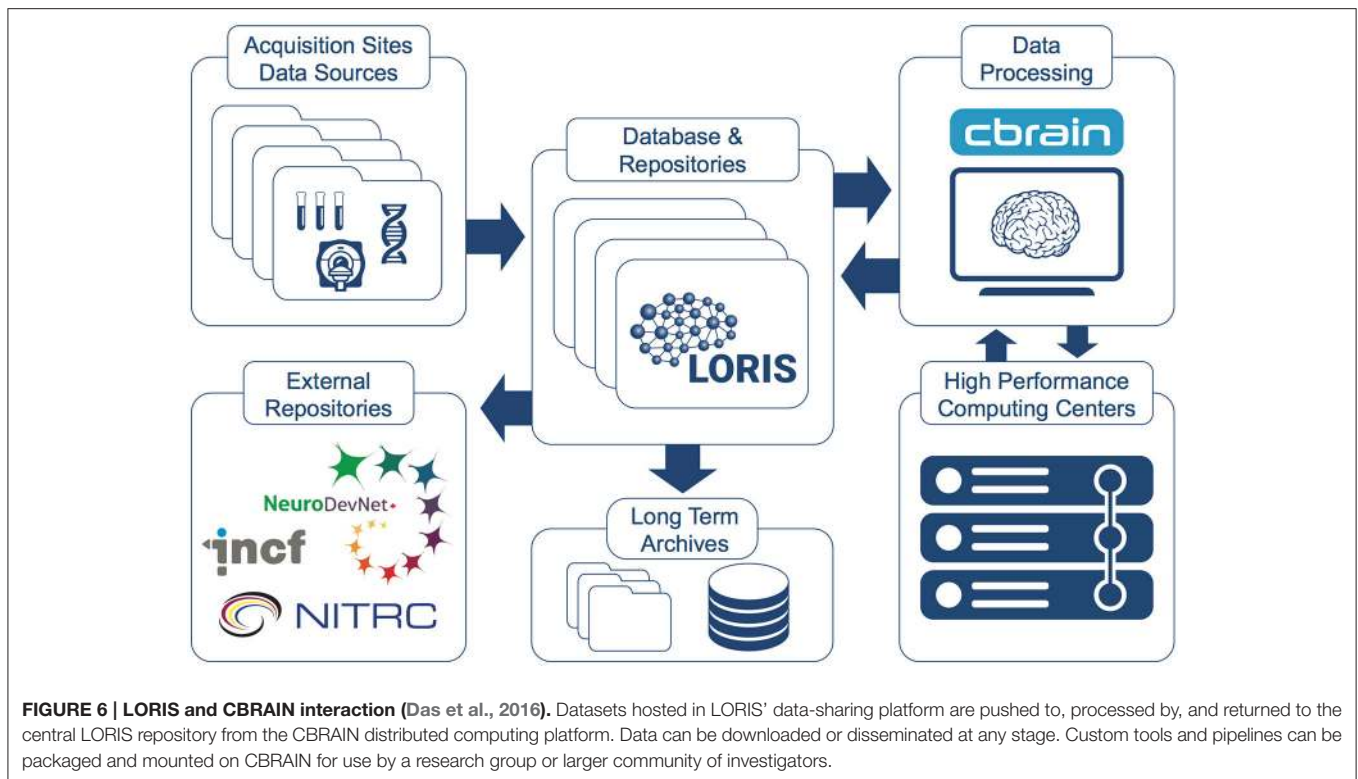 Acquisition Sites
Data Sources
Database &
Repositories
LORIS
Data
Processing
cbrain
External
Repositories
NeuroDevNet
incf
NITRC
Long Term
Archives
High Performance
Computing Centers
FIGURE 6 | LORIS and CBRAIN interaction (Das et al., 2016). Datasets hosted in LORIS' data-sharing platform are pushed to, processed by, and returned to the
central LORIS repository from the CBRAIN distributed computing platform. Data can be downloaded or disseminated at any stage. Custom tools and pipelines can be
packaged and mounted on CBRAIN for use by a research group or larger community of investigators.